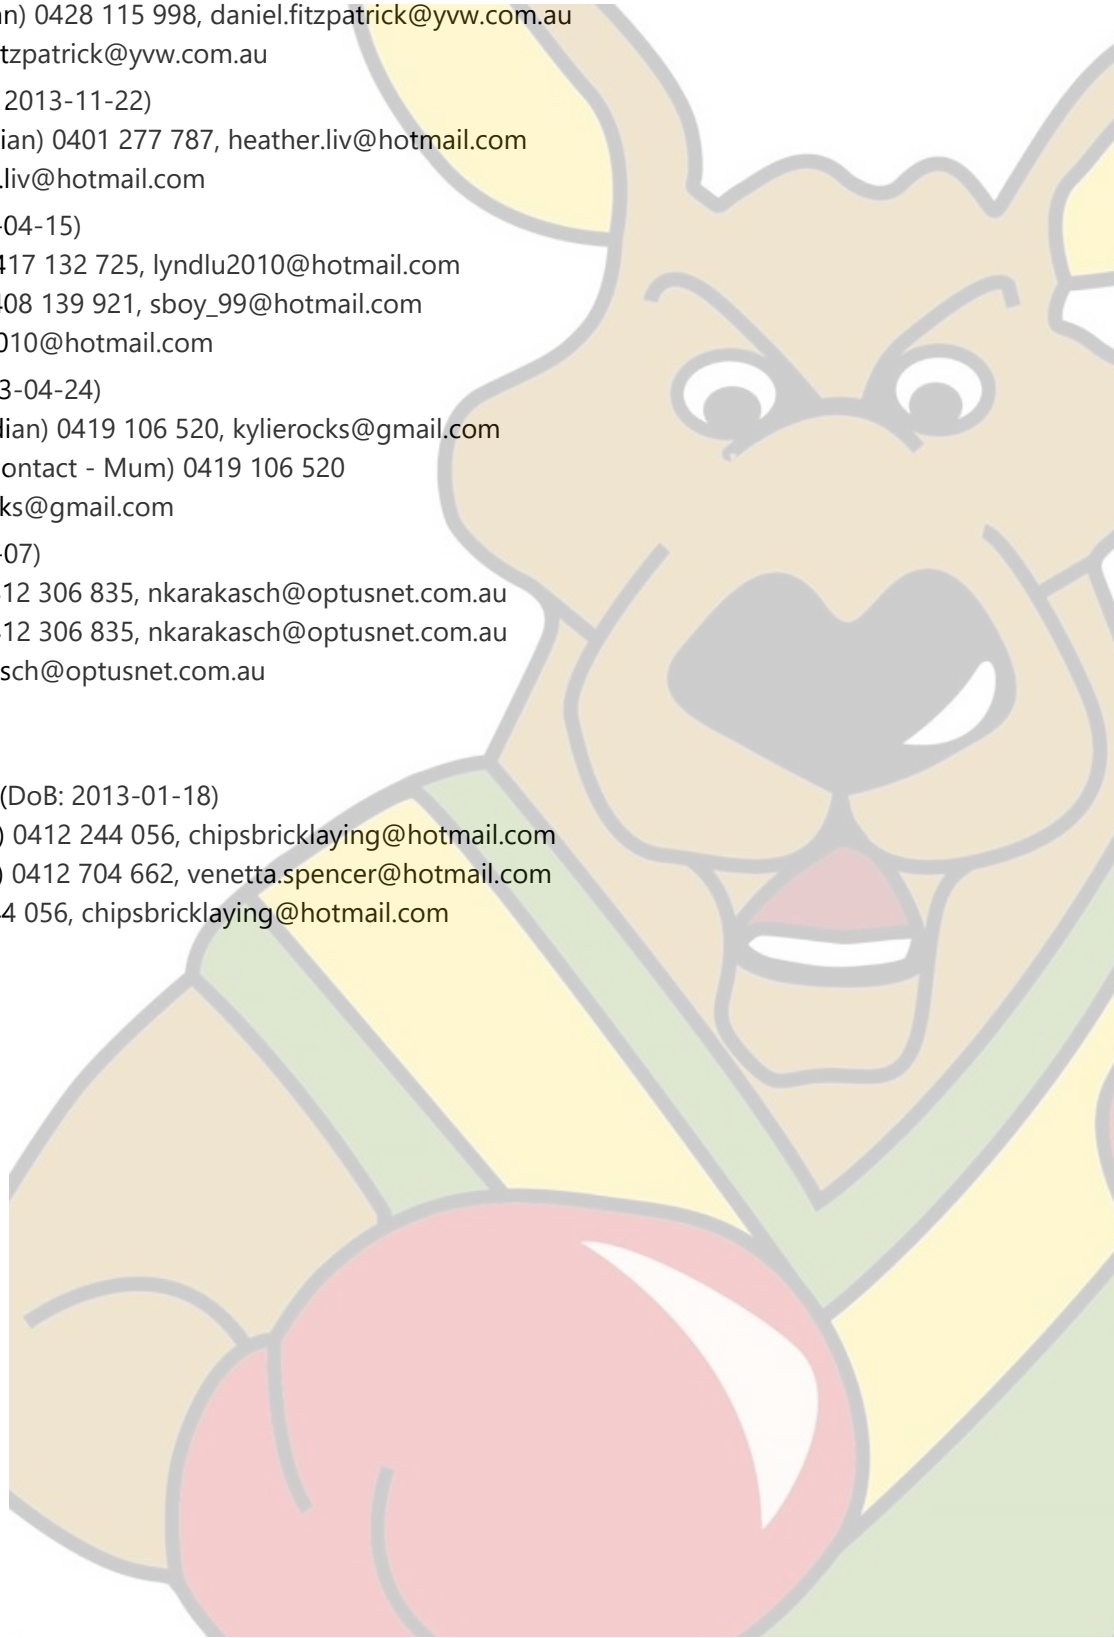 n) 0428 115 998, daniel.fitzpatrick@yvw.com.au
tzpatrick@yvw.com.au
2013-11-22)
ian) 0401 277 787, heather.liv@hotmail.com
.liv@hotmail.com
-04-15)
417 132 725, lyndlu2010@hotmail.com
408 139 921, sboy_99@hotmail.com
010@hotmail.com
3-04-24)
dian) 0419 106 520, kylierocks@gmail.com
ontact - Mum) 0419 106 520
ks@gmail.com
-07)
12 306 835, nkarakasch@optusnet.com.au
12 306 835, nkarakasch@optusnet.com.au
sch@optusnet.com.au
(DoB: 2013-01-18)
) 0412 244 056, chipsbricklaying@hotmail.com
) 0412 704 662, venetta.spencer@hotmail.com
4 056, chipsbricklaying@hotmail.com